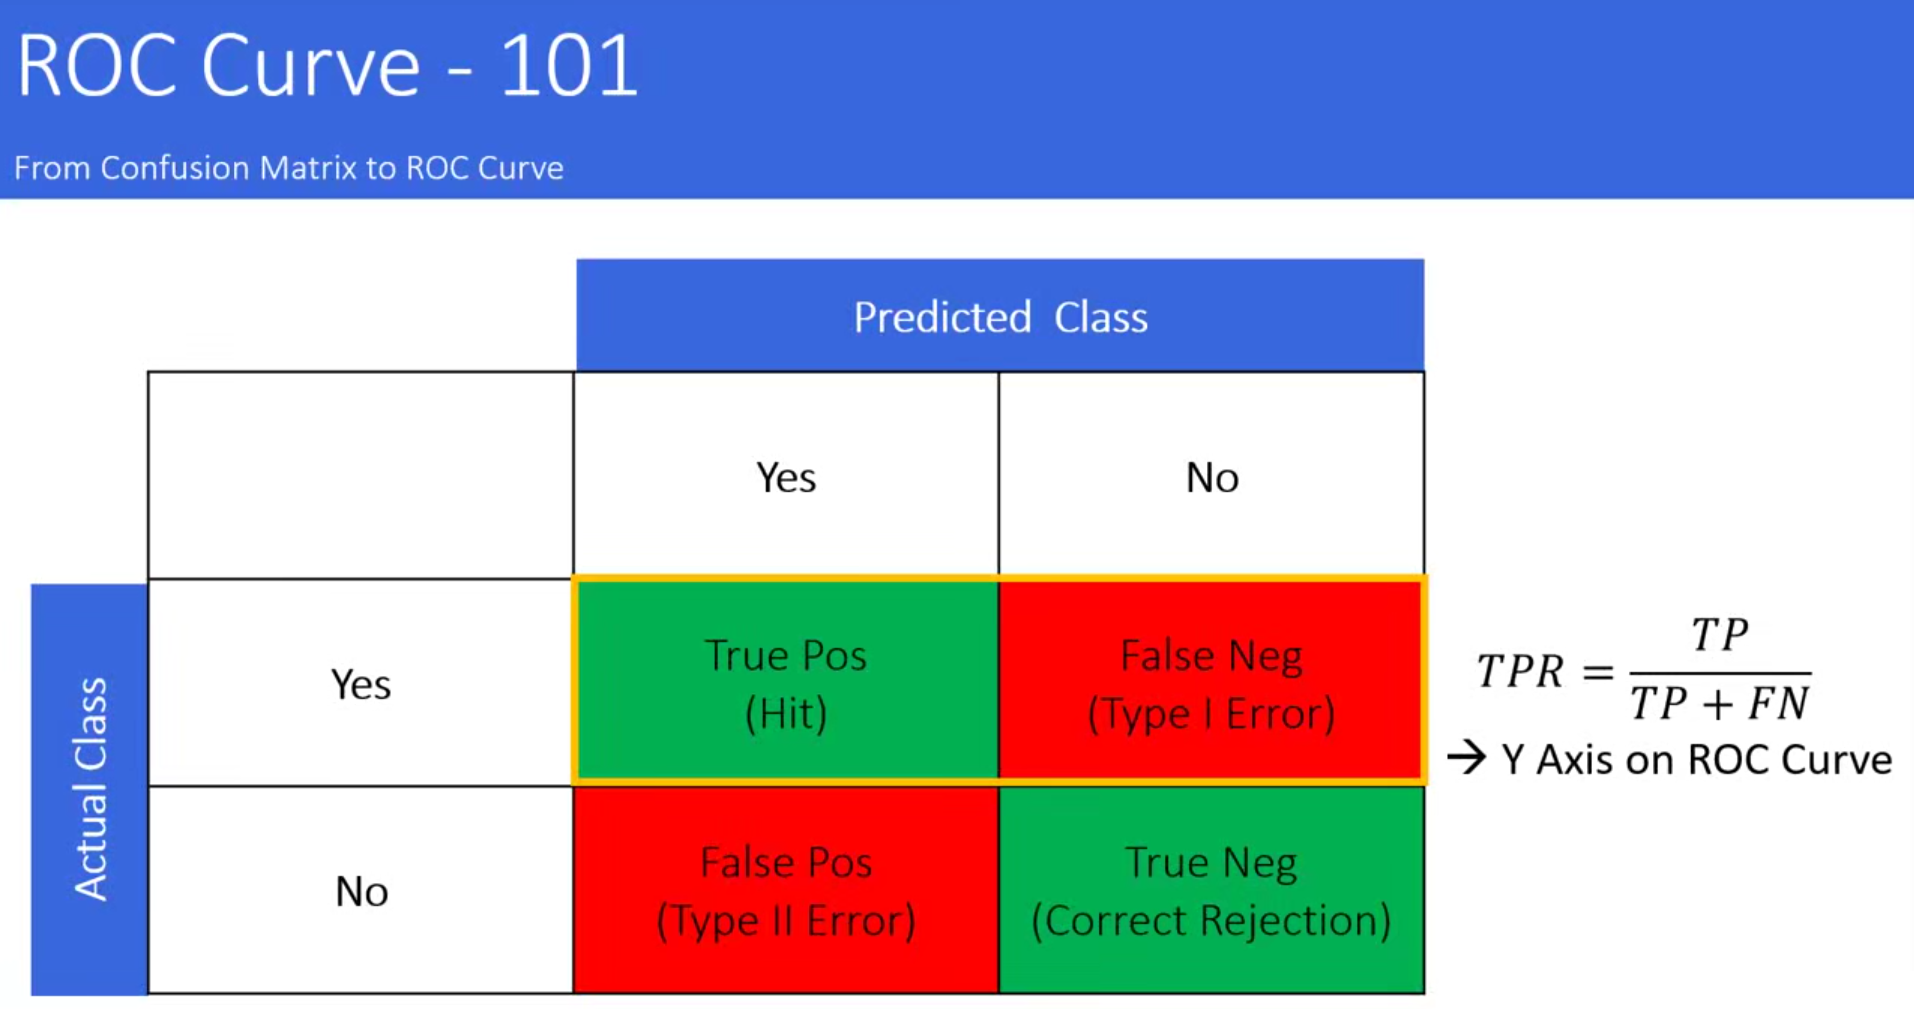 ROC Curve - 101
From Confusion Matrix to ROC Curve
Predicted Class
Yes
No
Actual Class
Yes
True Pos
(Hit)
False Neg
(Type I Error)
TPR = TP / TP + FN
→ Y Axis on ROC Curve
No
False Pos
(Type II Error)
True Neg
(Correct Rejection)